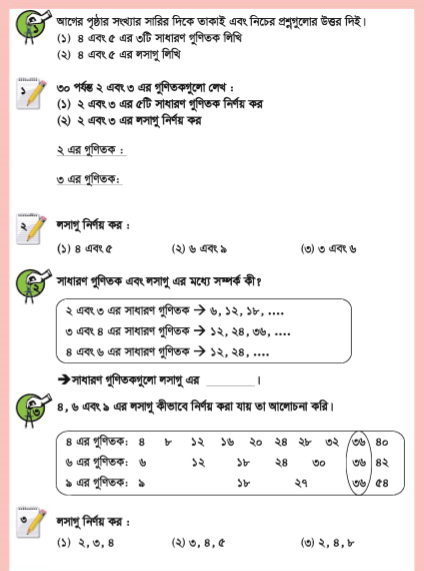 আগের পৃষ্ঠার সংখ্যার সারির দিকে তাকাই এবং নিচের প্রশ্নগুলোর উত্তর দিই।
(১) ৪ এবং ৫ এর ৩টি সাধারণ গুণিতক লিখি
(২) ৪ এবং ৫ এর লসাগু লিখি
১
৩০ পর্যন্ত ২ এবং ৩ এর গুণিতকগুলো লেখ :
(১) ২ এবং ৩ এর ৫টি সাধারণ গুণিতক নির্ণয় কর
(২) ২ এবং ৩ এর লসাগু নির্ণয় কর
২ এর গুণিতক :
৩ এর গুণিতক:
২ লসাগু নির্ণয় কর :
(১) ৪ এবং ৫ (২) ৬ এবং ৯ (৩) ৩ এবং ৬
২ সাধারণ গুণিতক এবং লসাগু এর মধ্যে সম্পর্ক কী?
২ এবং ৩ এর সাধারণ গুণিতক → ৬, ১২, ১৮, ....
৩ এবং ৪ এর সাধারণ গুণিতক → ১২, ২৪, ৩৬, ....
৪ এবং ৬ এর সাধারণ গুণিতক → ১২, ২৪, ....
➔ সাধারণ গুণিতকগুলো লসাগু এর ________ ।
৩ ৪, ৬ এবং ৯ এর লসাগু কীভাবে নির্ণয় করা যায় তা আলোচনা করি।
৪ এর গুণিতক: ৪ ৮ ১২ ১৬ ২০ ২৪ ২৮ ৩২ ৩৬ ৪০
৬ এর গুণিতক: ৬ ১২ ১৮ ২৪ ৩০ ৩৬ ৪২
৯ এর গুণিতক: ৯ ১৮ ২৭ ৩৬ ৫৪
৩ লসাগু নির্ণয় কর :
(১) ২, ৩, ৪ (২) ৩, ৪, ৫ (৩) ২, ৪, ৮